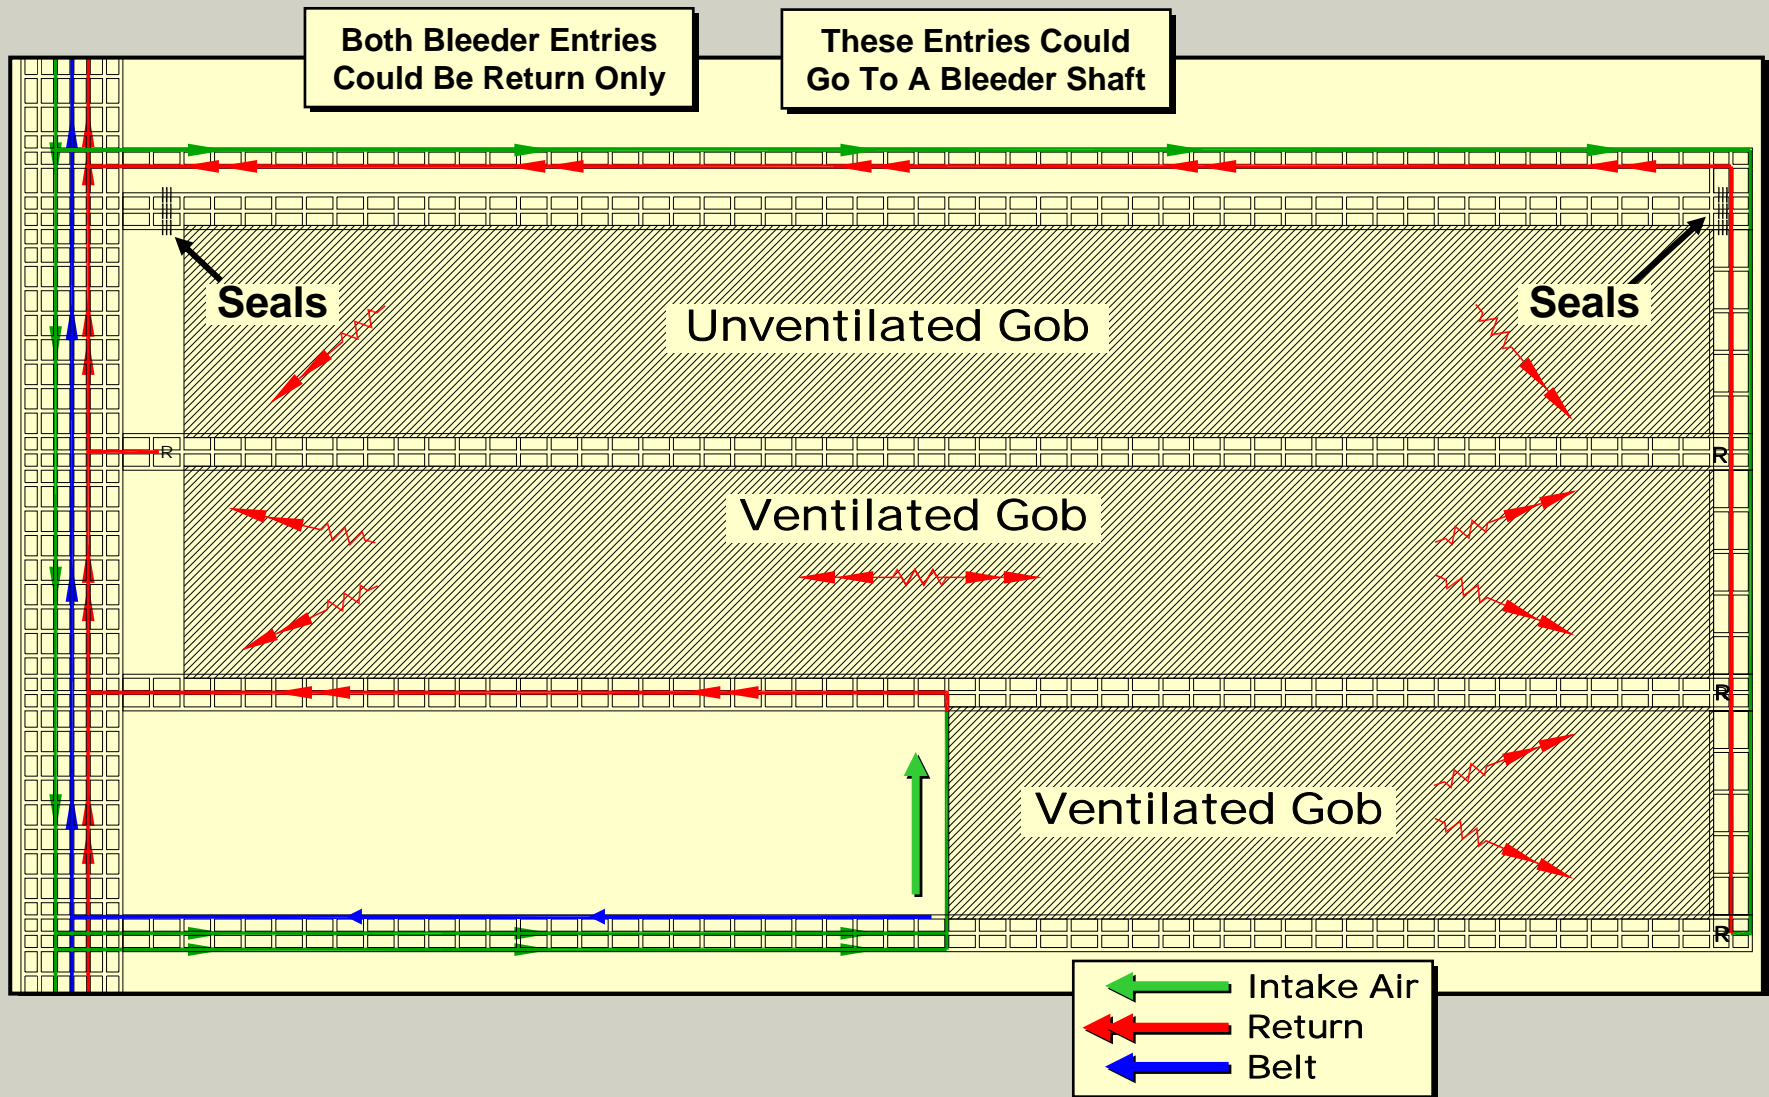 Both Bleeder Entries
Could Be Return Only
These Entries Could
Go To A Bleeder Shaft
Seals
Seals
Unventilated Gob
R
R
Ventilated Gob
R
Ventilated Gob
R
Intake Air
Return
Belt